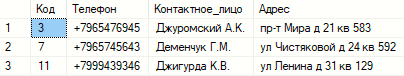 Код Телефон Контактное_лицо Адрес
1 3 +7965476945 Джуромский А.К. пр-т Мира д 21 кв 583
2 7 +7965745643 Деменчук Г.М. ул Чистяковой д 24 кв 592
3 11 +7999439346 Джигурда К.В. ул Ленина д 31 кв 129